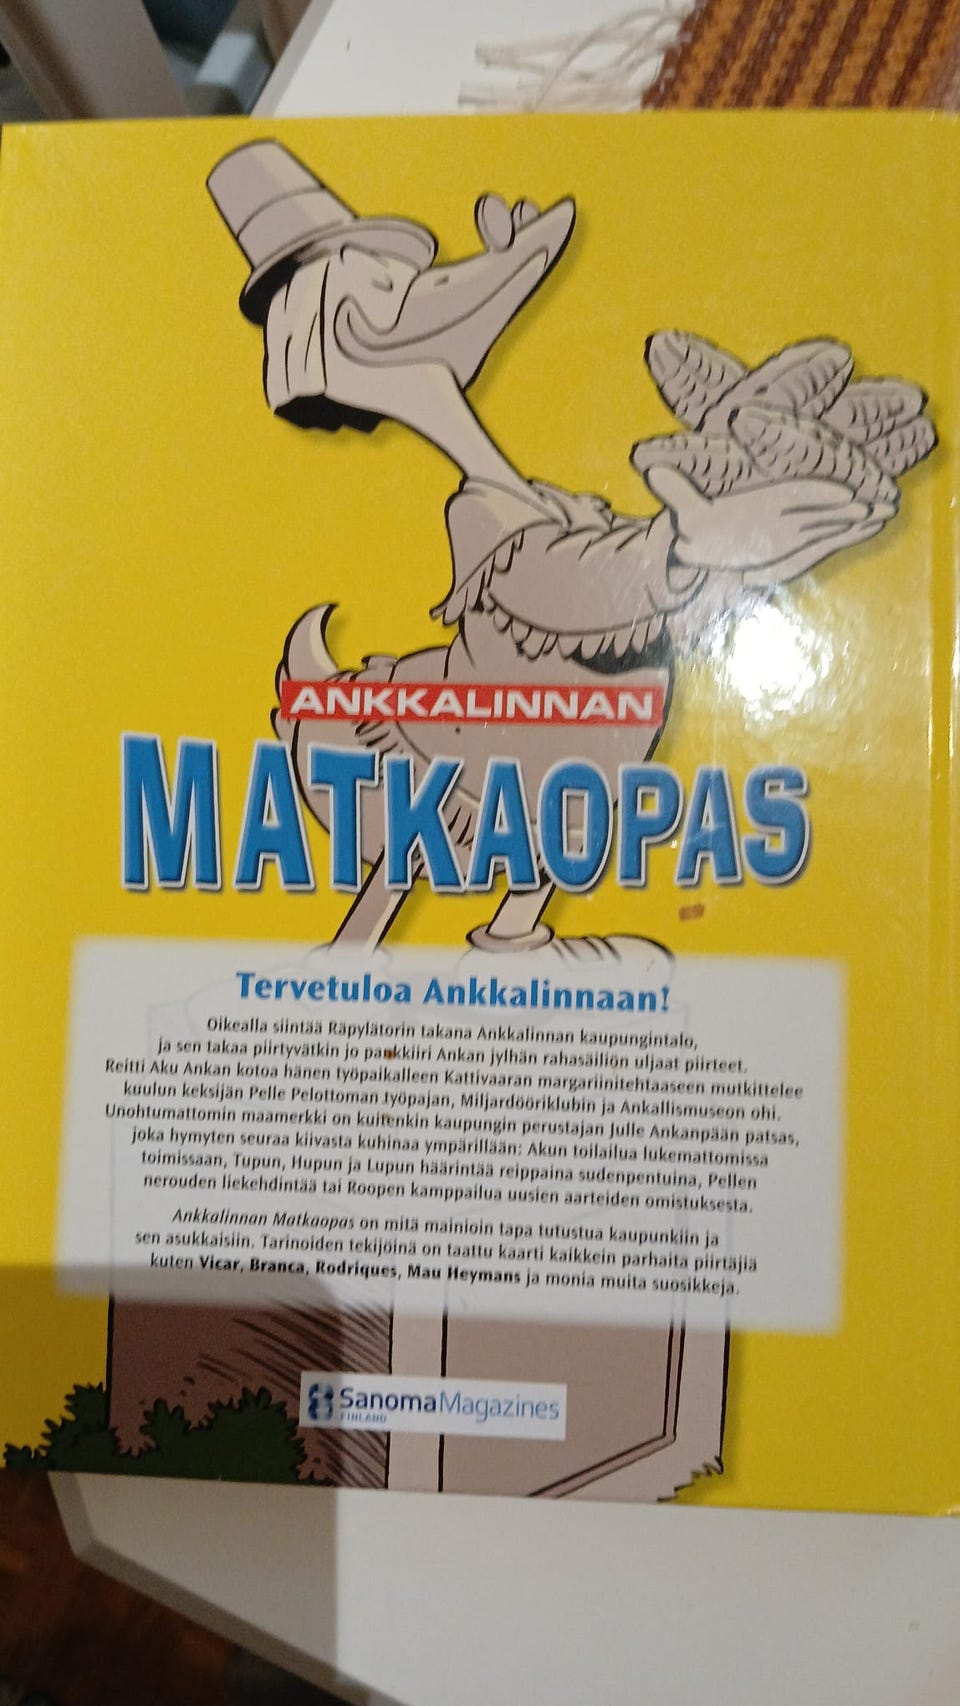 ANKKALINNAN
MATKAOPAS
Tervetuloa Ankkalinnaan!
Oikealla siintää Räpylätorin takana Ankkalinnan kaupungintalo,
ja sen takaa piirtyvätkin jo pankkiiri Ankan jylhän rahasäiliön uljaat piirteet.
Reitti Aku Ankan kotoa hänen työpaikalleen Kattivaaran margariinitehtaaseen mutkittelee
kuulun keksijän Pelle Pelottoman työpajan, Miljardööriklubin ja Ankallismuseon ohi.
Unohtumattomin maamerkki on kuitenkin kaupungin perustajan Julle Ankanpään patsas,
joka hymyten seuraa kiivasta kuhinaa ympärillään: Akun toilailua lukemattomissa
toimissaan, Tupun, Hupun ja Lupun häärintää reippaina sudenpentuina, Pellen
nerouden liekehdintää tai Roopen kamppailua uusien aarteiden omistuksesta.
Ankkalinnan Matkaopas on mitä mainioin tapa tutustua kaupunkiin ja
sen asukkaisiin. Tarinoiden tekijöinä on taattu kaarti kaikkein parhaita piirtäjiä
kuten Vicar, Branca, Rodriques, Mau Heymans ja monia muita suosikkeja.
SanomaMagazines
FINLAND